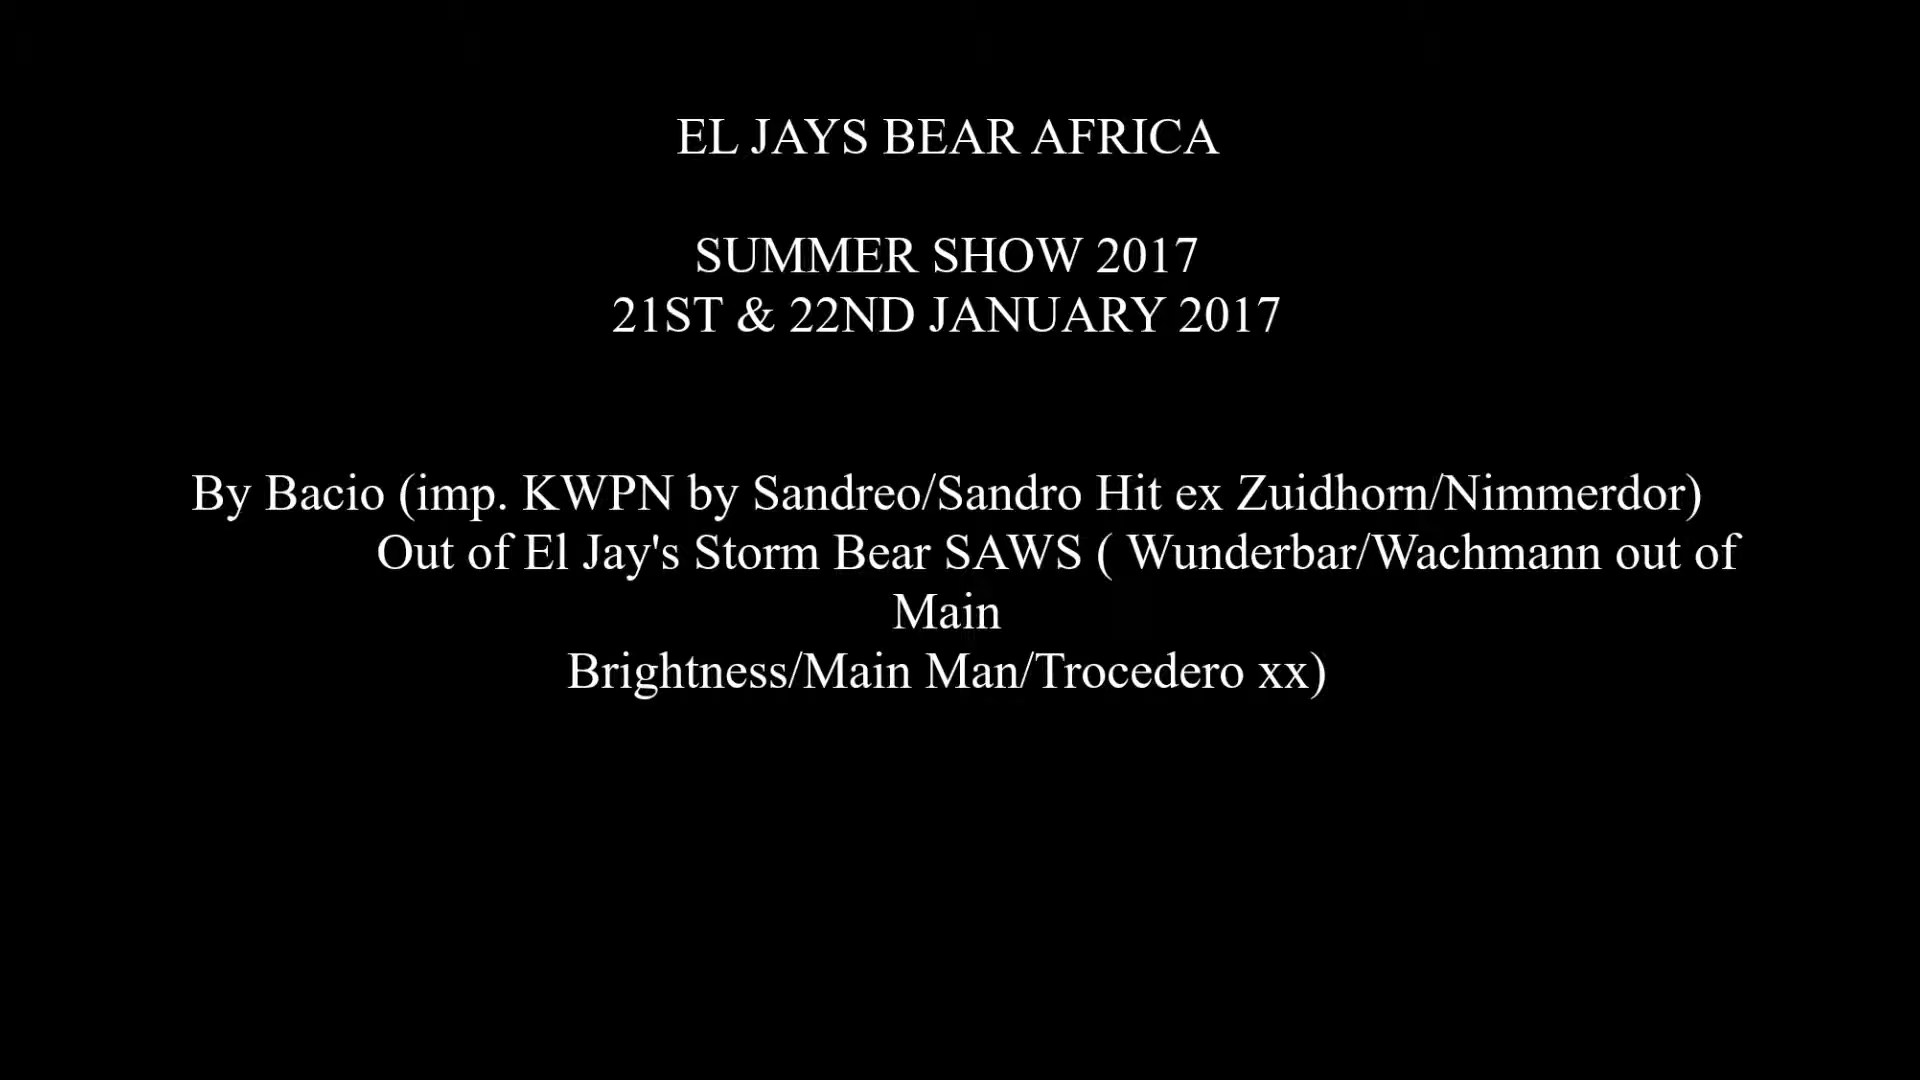 EL JAYS BEAR AFRICA
SUMMER SHOW 2017
21ST & 22ND JANUARY 2017
By Bacio (imp. KWPN by Sandreo/Sandro Hit ex Zuidhorn/Nimmerdor)
Out of El Jay's Storm Bear SAWS ( Wunderbar/Wachmann out of
Main
Brightness/Main Man/Trocedero xx)